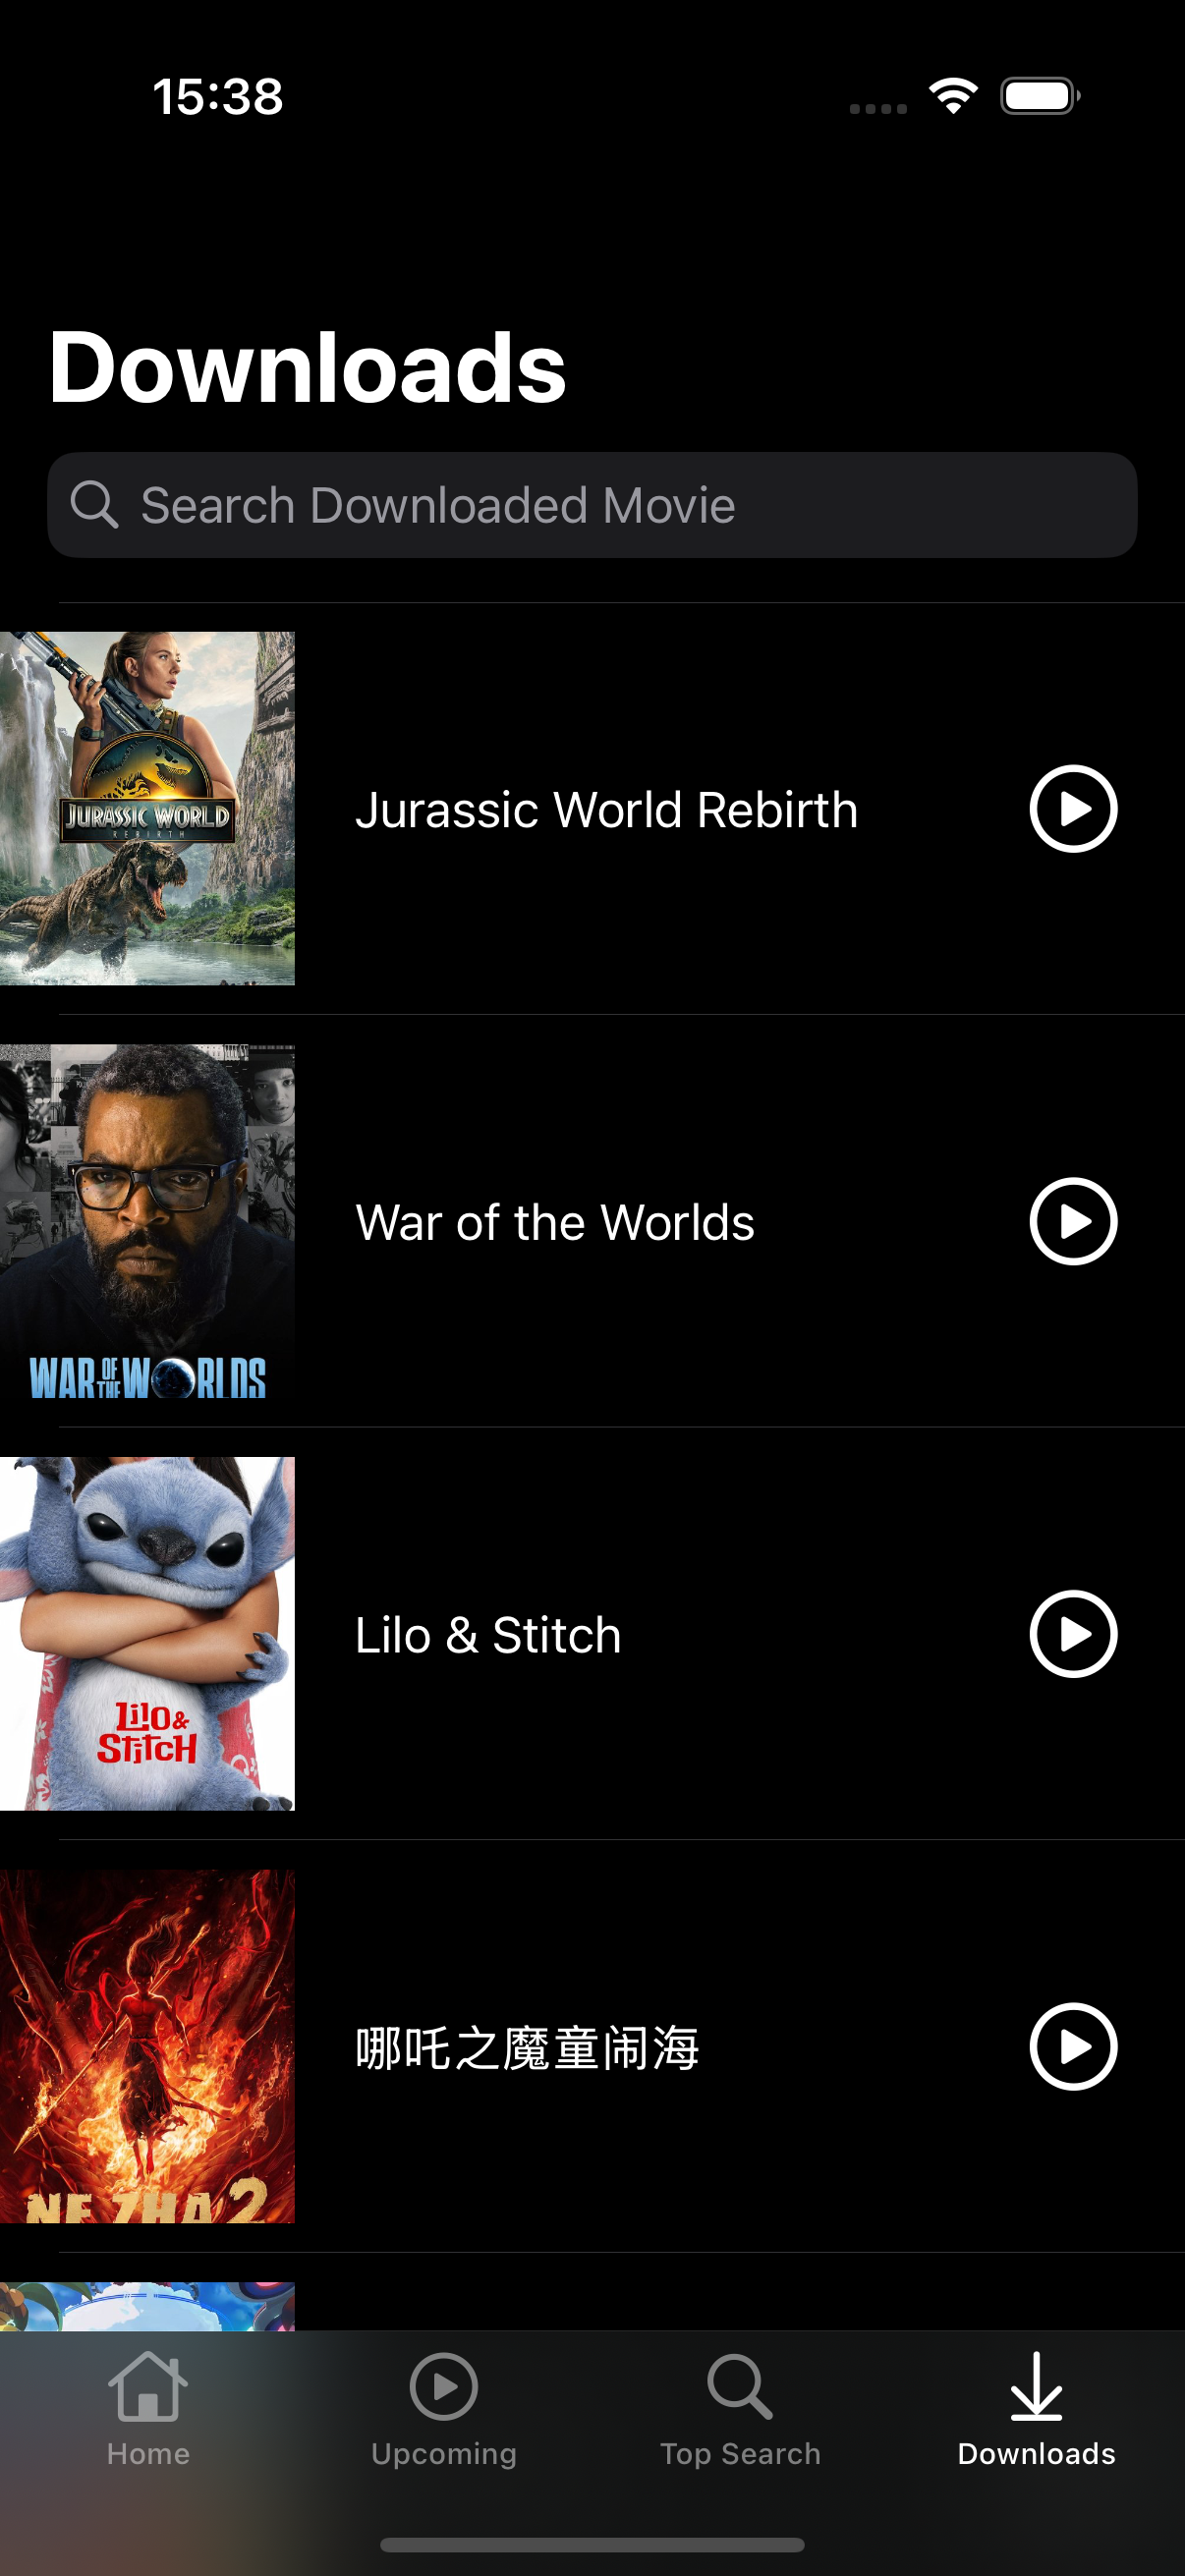 15:38
Downloads
Search Downloaded Movie
JURASSIC WORLD
REBIRTH
Jurassic World Rebirth
WAR OF THE WORLDS
War of the Worlds
Lilo &
Stitch
Lilo & Stitch
哪吒之魔童闹海
NE ZHA 2
Home
Upcoming
Top Search
Downloads